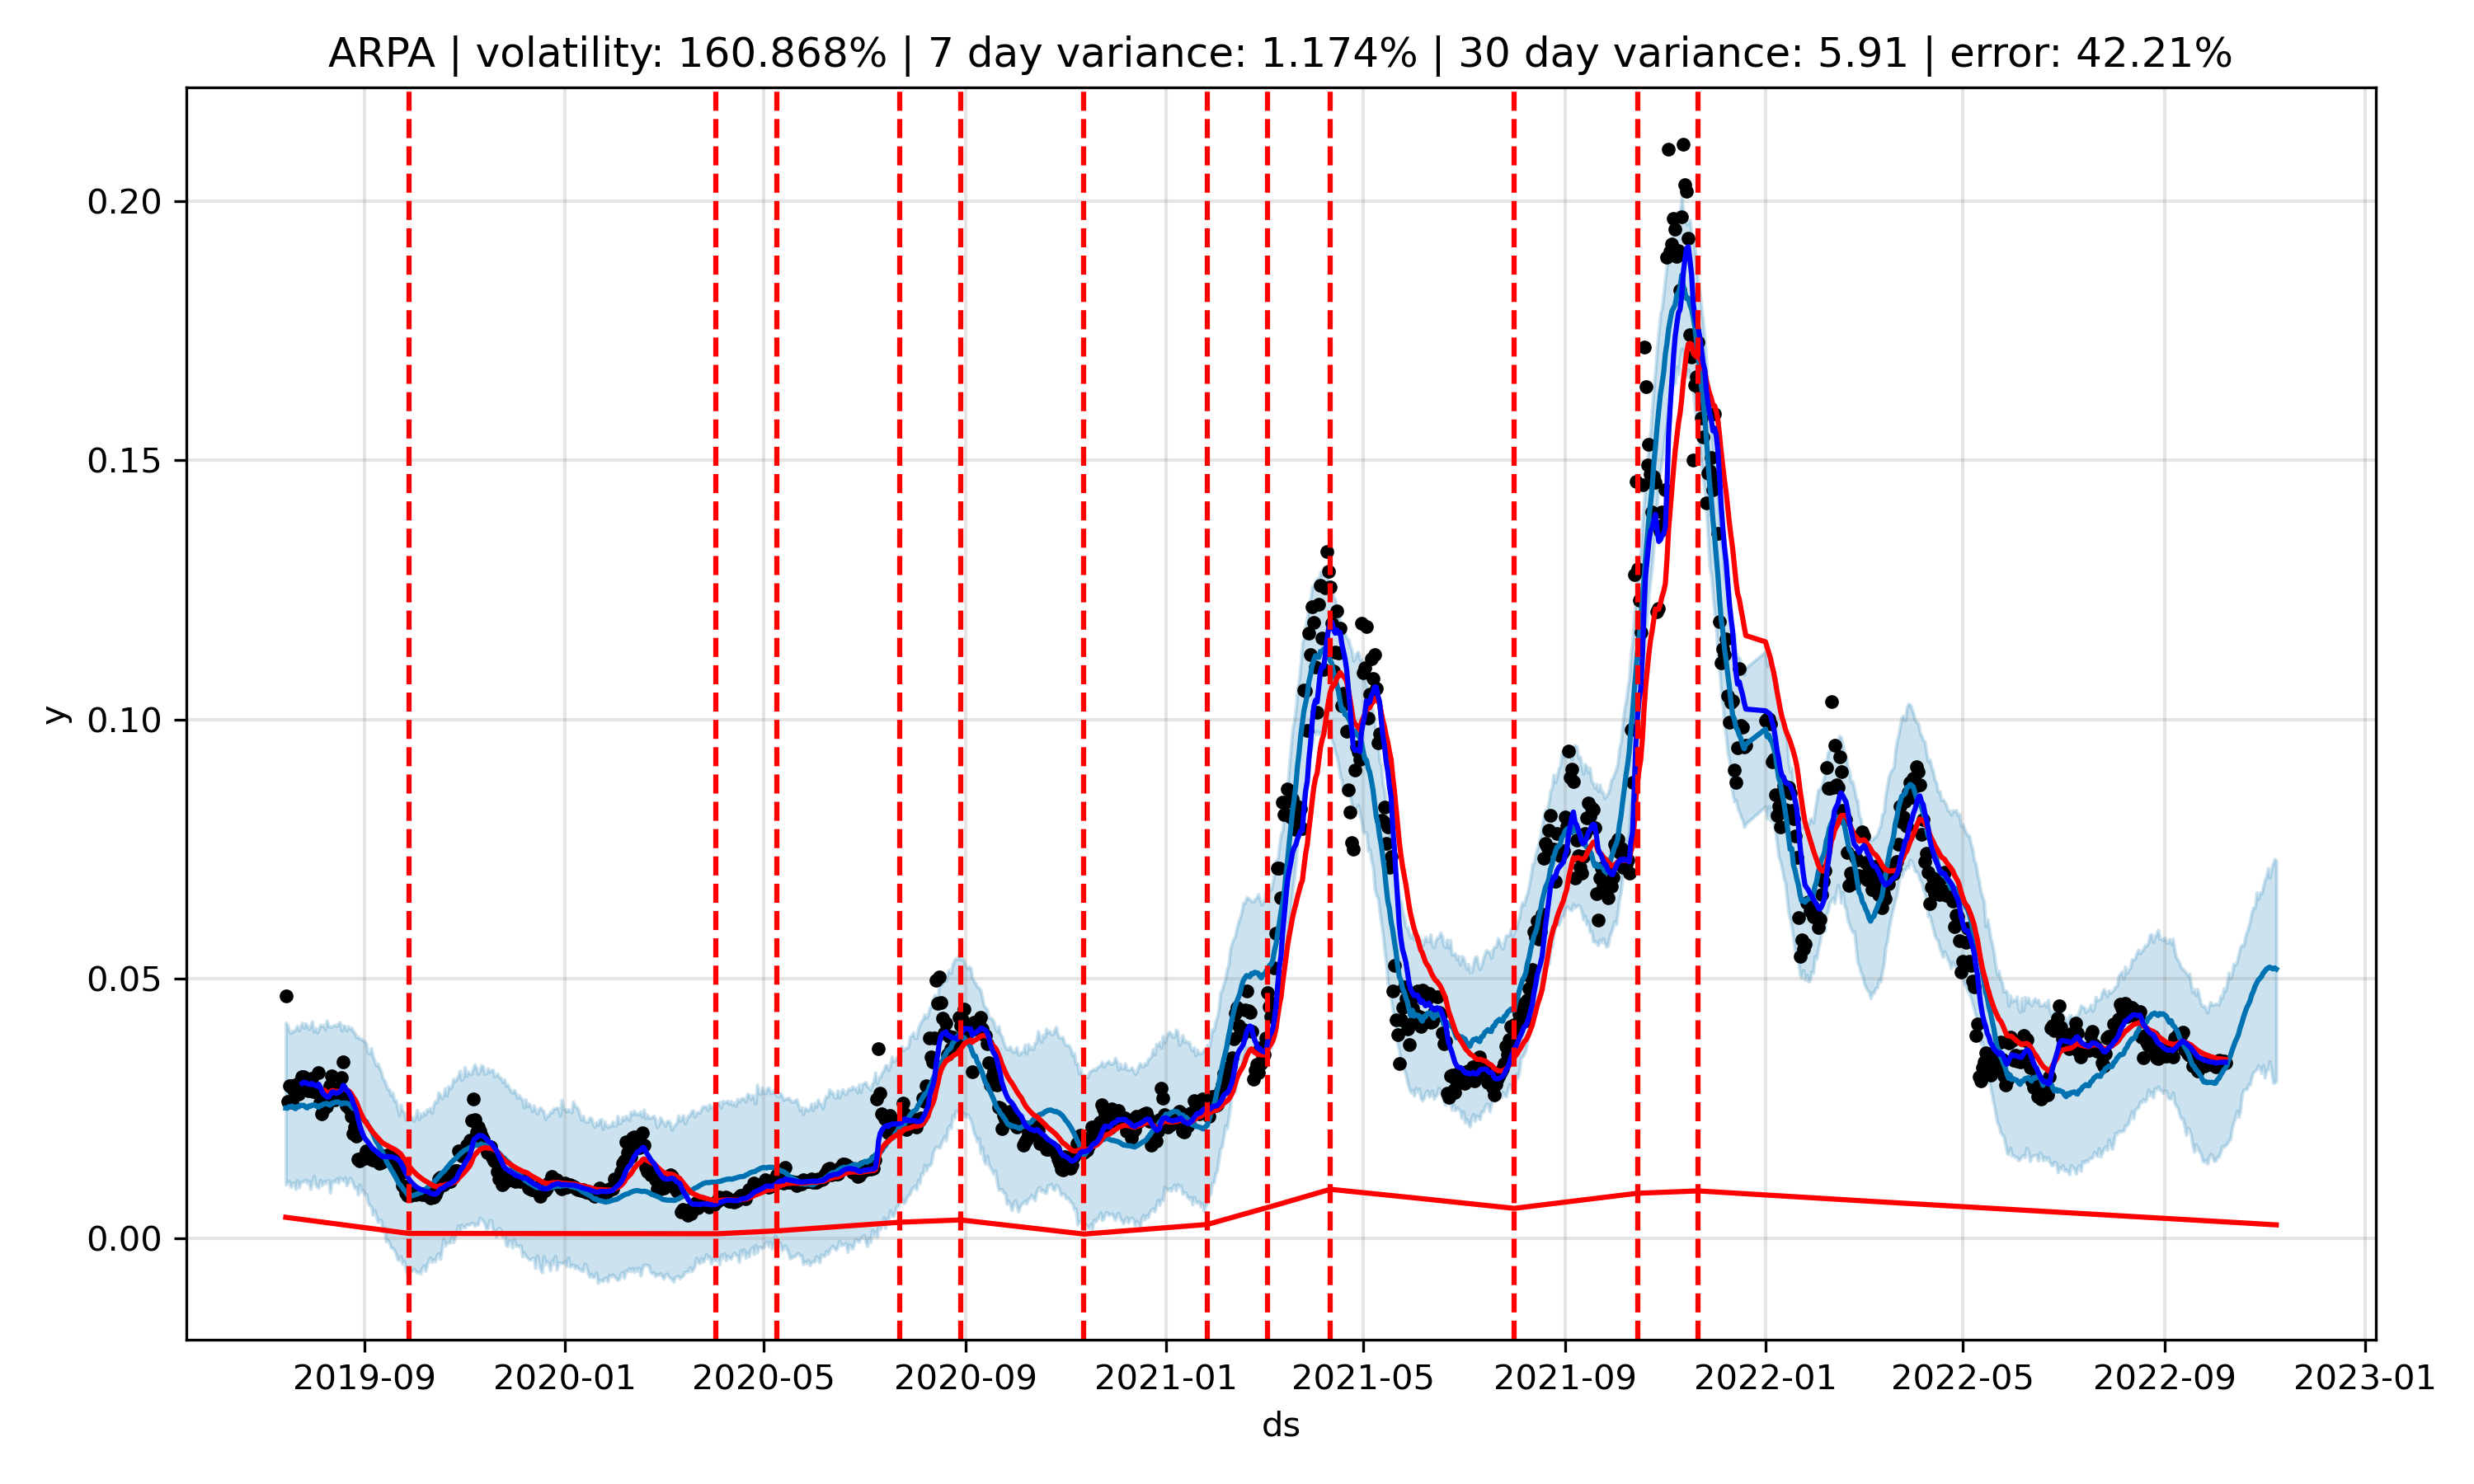 ARPA | volatility: 160.868% | 7 day variance: 1.174% | 30 day variance: 5.91 | error: 42.21%
0.20
0.15
0.10
0.05
0.00
y
2019-09 2020-01 2020-05 2020-09 2021-01 2021-05 2021-09 2022-01 2022-05 2022-09 2023-01
ds